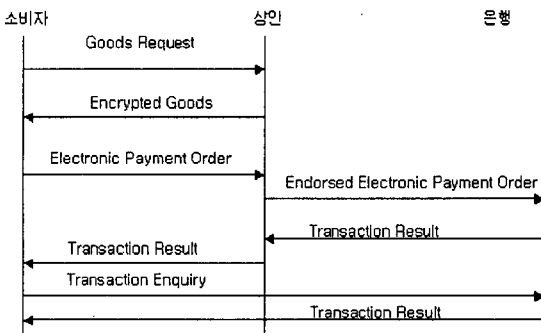 소비자 상인 은행
Goods Request
Encrypted Goods
Electronic Payment Order
Endorsed Electronic Payment Order
Transaction Result
Transaction Result
Transaction Enquiry
Transaction Result